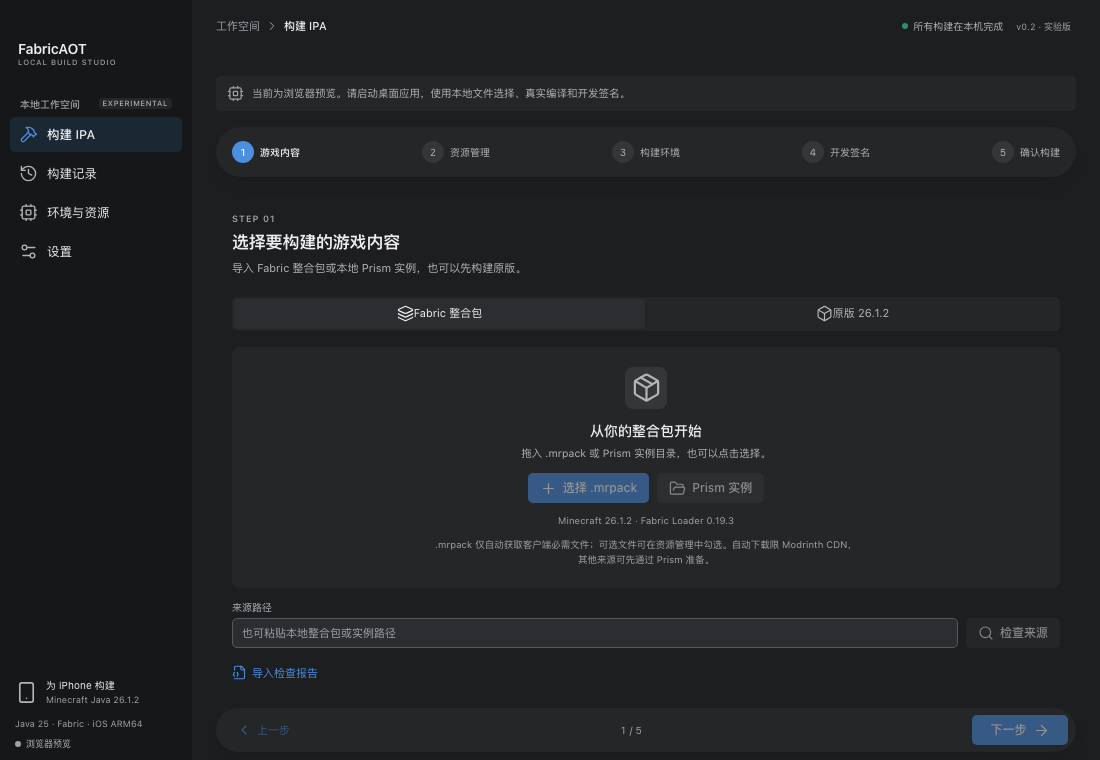 FabricAOT
LOCAL BUILD STUDIO
本地工作空间 EXPERIMENTAL
构建 IPA
构建记录
环境与资源
设置
为 iPhone 构建
Minecraft Java 26.1.2
Java 25 · Fabric · iOS ARM64
浏览器预览
工作空间 > 构建 IPA
所有构建在本机完成 v0.2 · 实验版
当前为浏览器预览。请启动桌面应用，使用本地文件选择、真实编译和开发签名。
1 游戏内容 2 资源管理 3 构建环境 4 开发签名 5 确认构建
STEP 01
选择要构建的游戏内容
导入 Fabric 整合包或本地 Prism 实例，也可以先构建原版。
Fabric 整合包 原版 26.1.2
从你的整合包开始
拖入 .mrpack 或 Prism 实例目录，也可以点击选择。
选择 .mrpack Prism 实例
Minecraft 26.1.2 · Fabric Loader 0.19.3
.mrpack 仅自动获取客户端必需文件；可选文件可在资源管理中勾选。自动下载限 Modrinth CDN，
其他来源可先通过 Prism 准备。
来源路径
也可粘贴本地整合包或实例路径 检查来源
导入检查报告
上一步 1 / 5 下一步